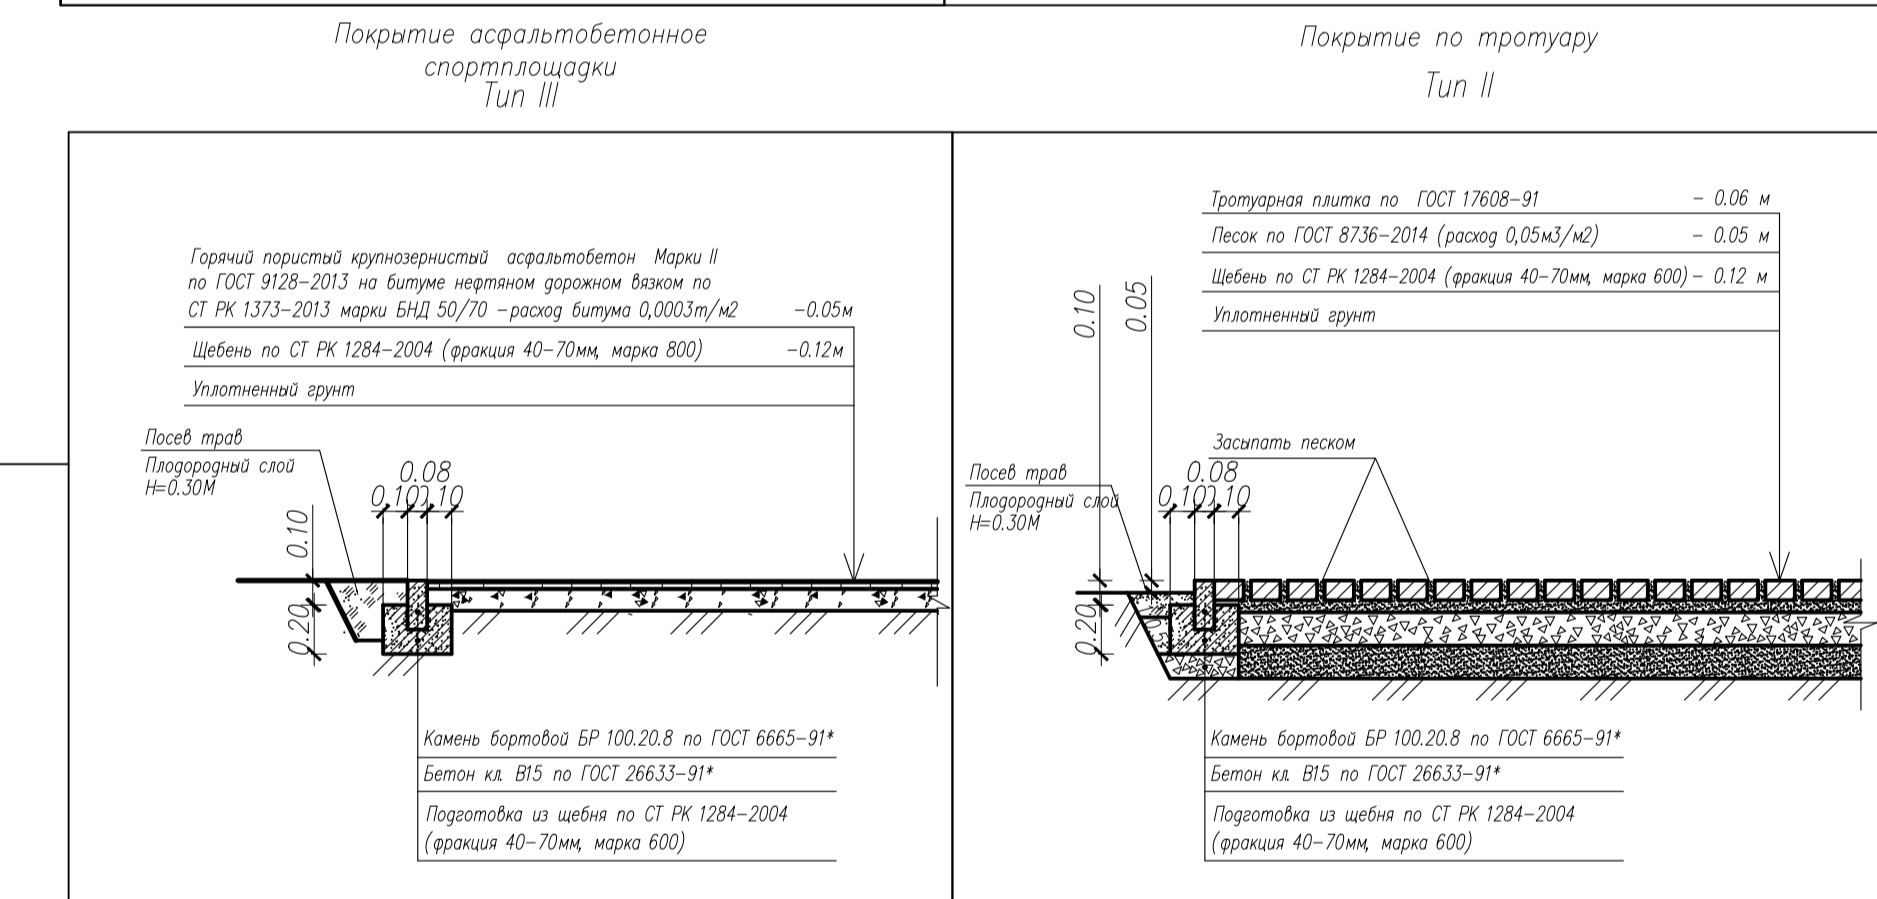 Покрытие асфальтобетонное
спортплощадки
Тип III
Горячий пористый крупнозернистый асфальтобетон Марки II
по ГОСТ 9128-2013 на битуме нефтяном дорожном вязком по
СТ РК 1373-2013 марки БНД 50/70 -расход битума 0,0003т/м2 -0.05м
Щебень по СТ РК 1284-2004 (фракция 40-70мм, марка 800) -0.12м
Уплотненный грунт
Посев трав
Плодородный слой
Н=0.30М
0.08
0.10 0.10
0.10
0.20
Камень бортовой БР 100.20.8 по ГОСТ 6665-91*
Бетон кл. В15 по ГОСТ 26633-91*
Подготовка из щебня по СТ РК 1284-2004
(фракция 40-70мм, марка 600)
Покрытие по тротуару
Тип II
Тротуарная плитка по ГОСТ 17608-91 - 0.06 м
Песок по ГОСТ 8736-2014 (расход 0,05м3/м2) - 0.05 м
Щебень по СТ РК 1284-2004 (фракция 40-70мм, марка 600) - 0.12 м
Уплотненный грунт
0.10
0.05
Засыпать песком
Посев трав
Плодородный слой
Н=0.30М
0.08
0.10 0.10
0.20
Камень бортовой БР 100.20.8 по ГОСТ 6665-91*
Бетон кл. В15 по ГОСТ 26633-91*
Подготовка из щебня по СТ РК 1284-2004
(фракция 40-70мм, марка 600)